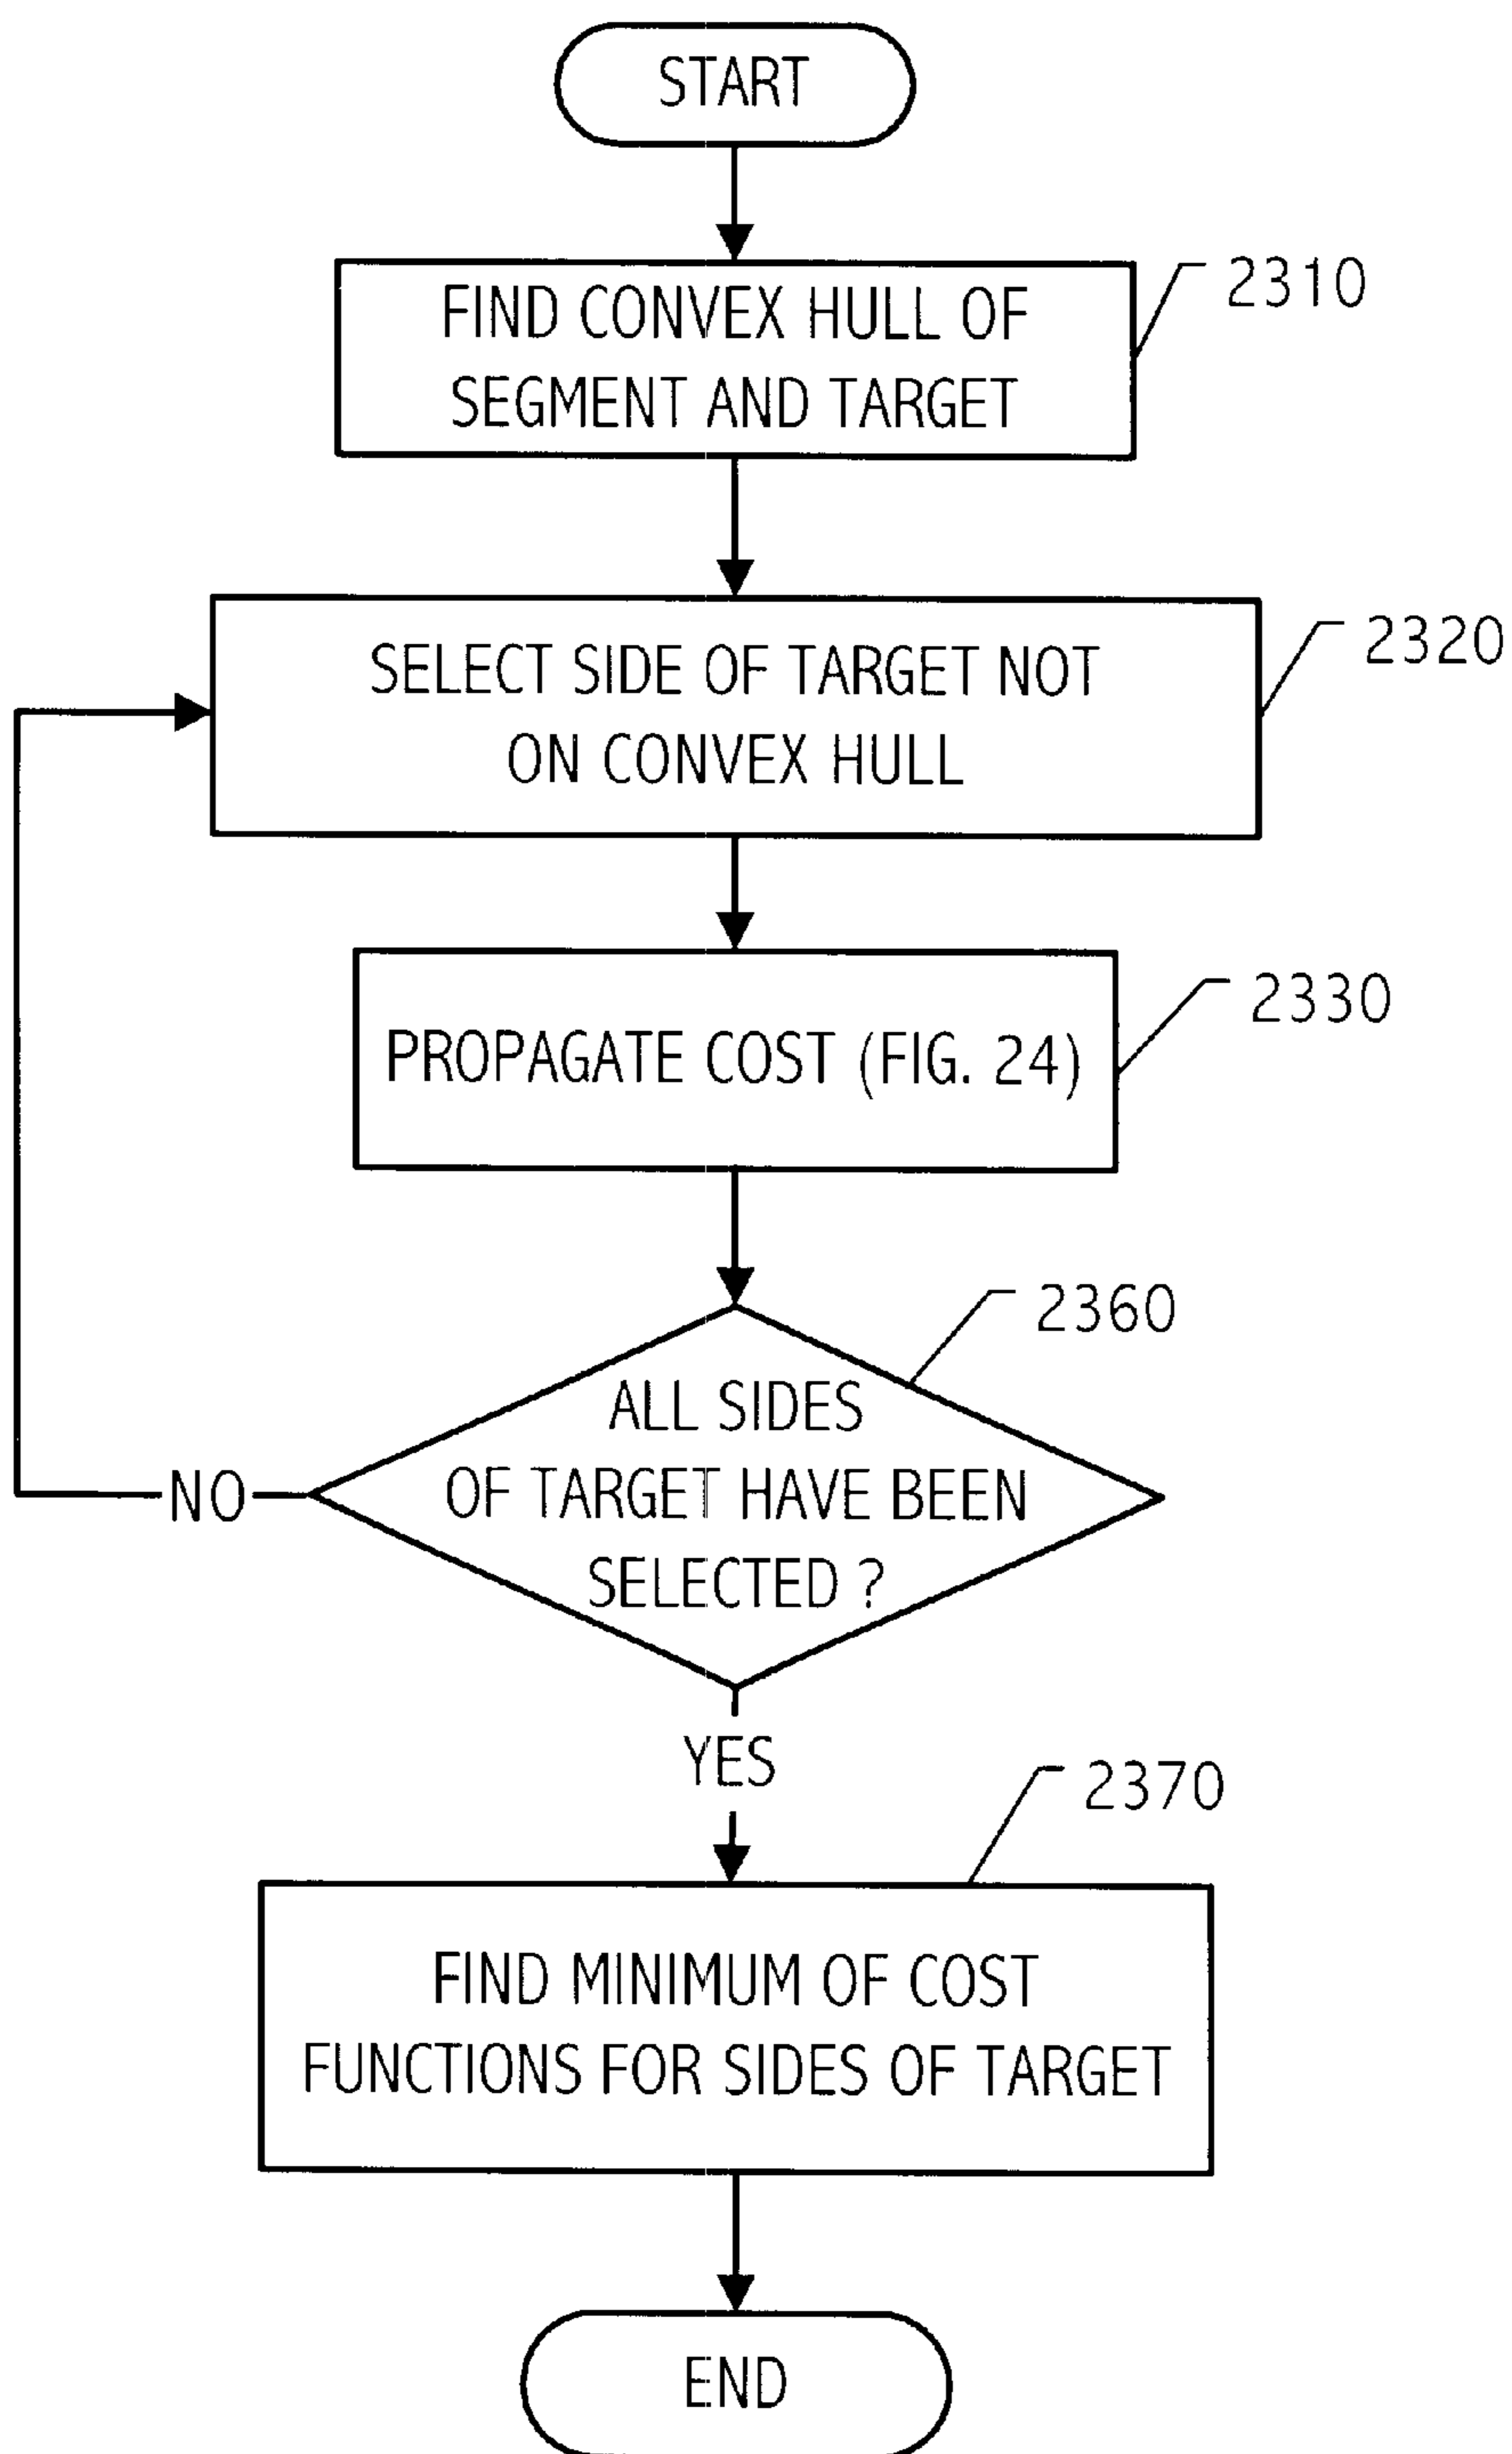 START
FIND CONVEX HULL OF
SEGMENT AND TARGET
2310
SELECT SIDE OF TARGET NOT
ON CONVEX HULL
2320
PROPAGATE COST (FIG. 24)
2330
ALL SIDES
OF TARGET HAVE BEEN
SELECTED ?
2360
NO
YES
2370
FIND MINIMUM OF COST
FUNCTIONS FOR SIDES OF TARGET
END